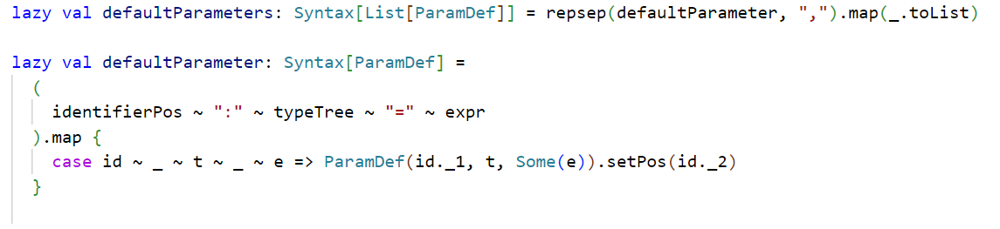 lazy val defaultParameters: Syntax[List[ParamDef]] = repsep(defaultParameter, ",").map(_.toList)
lazy val defaultParameter: Syntax[ParamDef] =
(
identifierPos ~ ":" ~ typeTree ~ "=" ~ expr
).map {
case id ~ _ ~ t ~ _ ~ e => ParamDef(id._1, t, Some(e)).setPos(id._2)
}